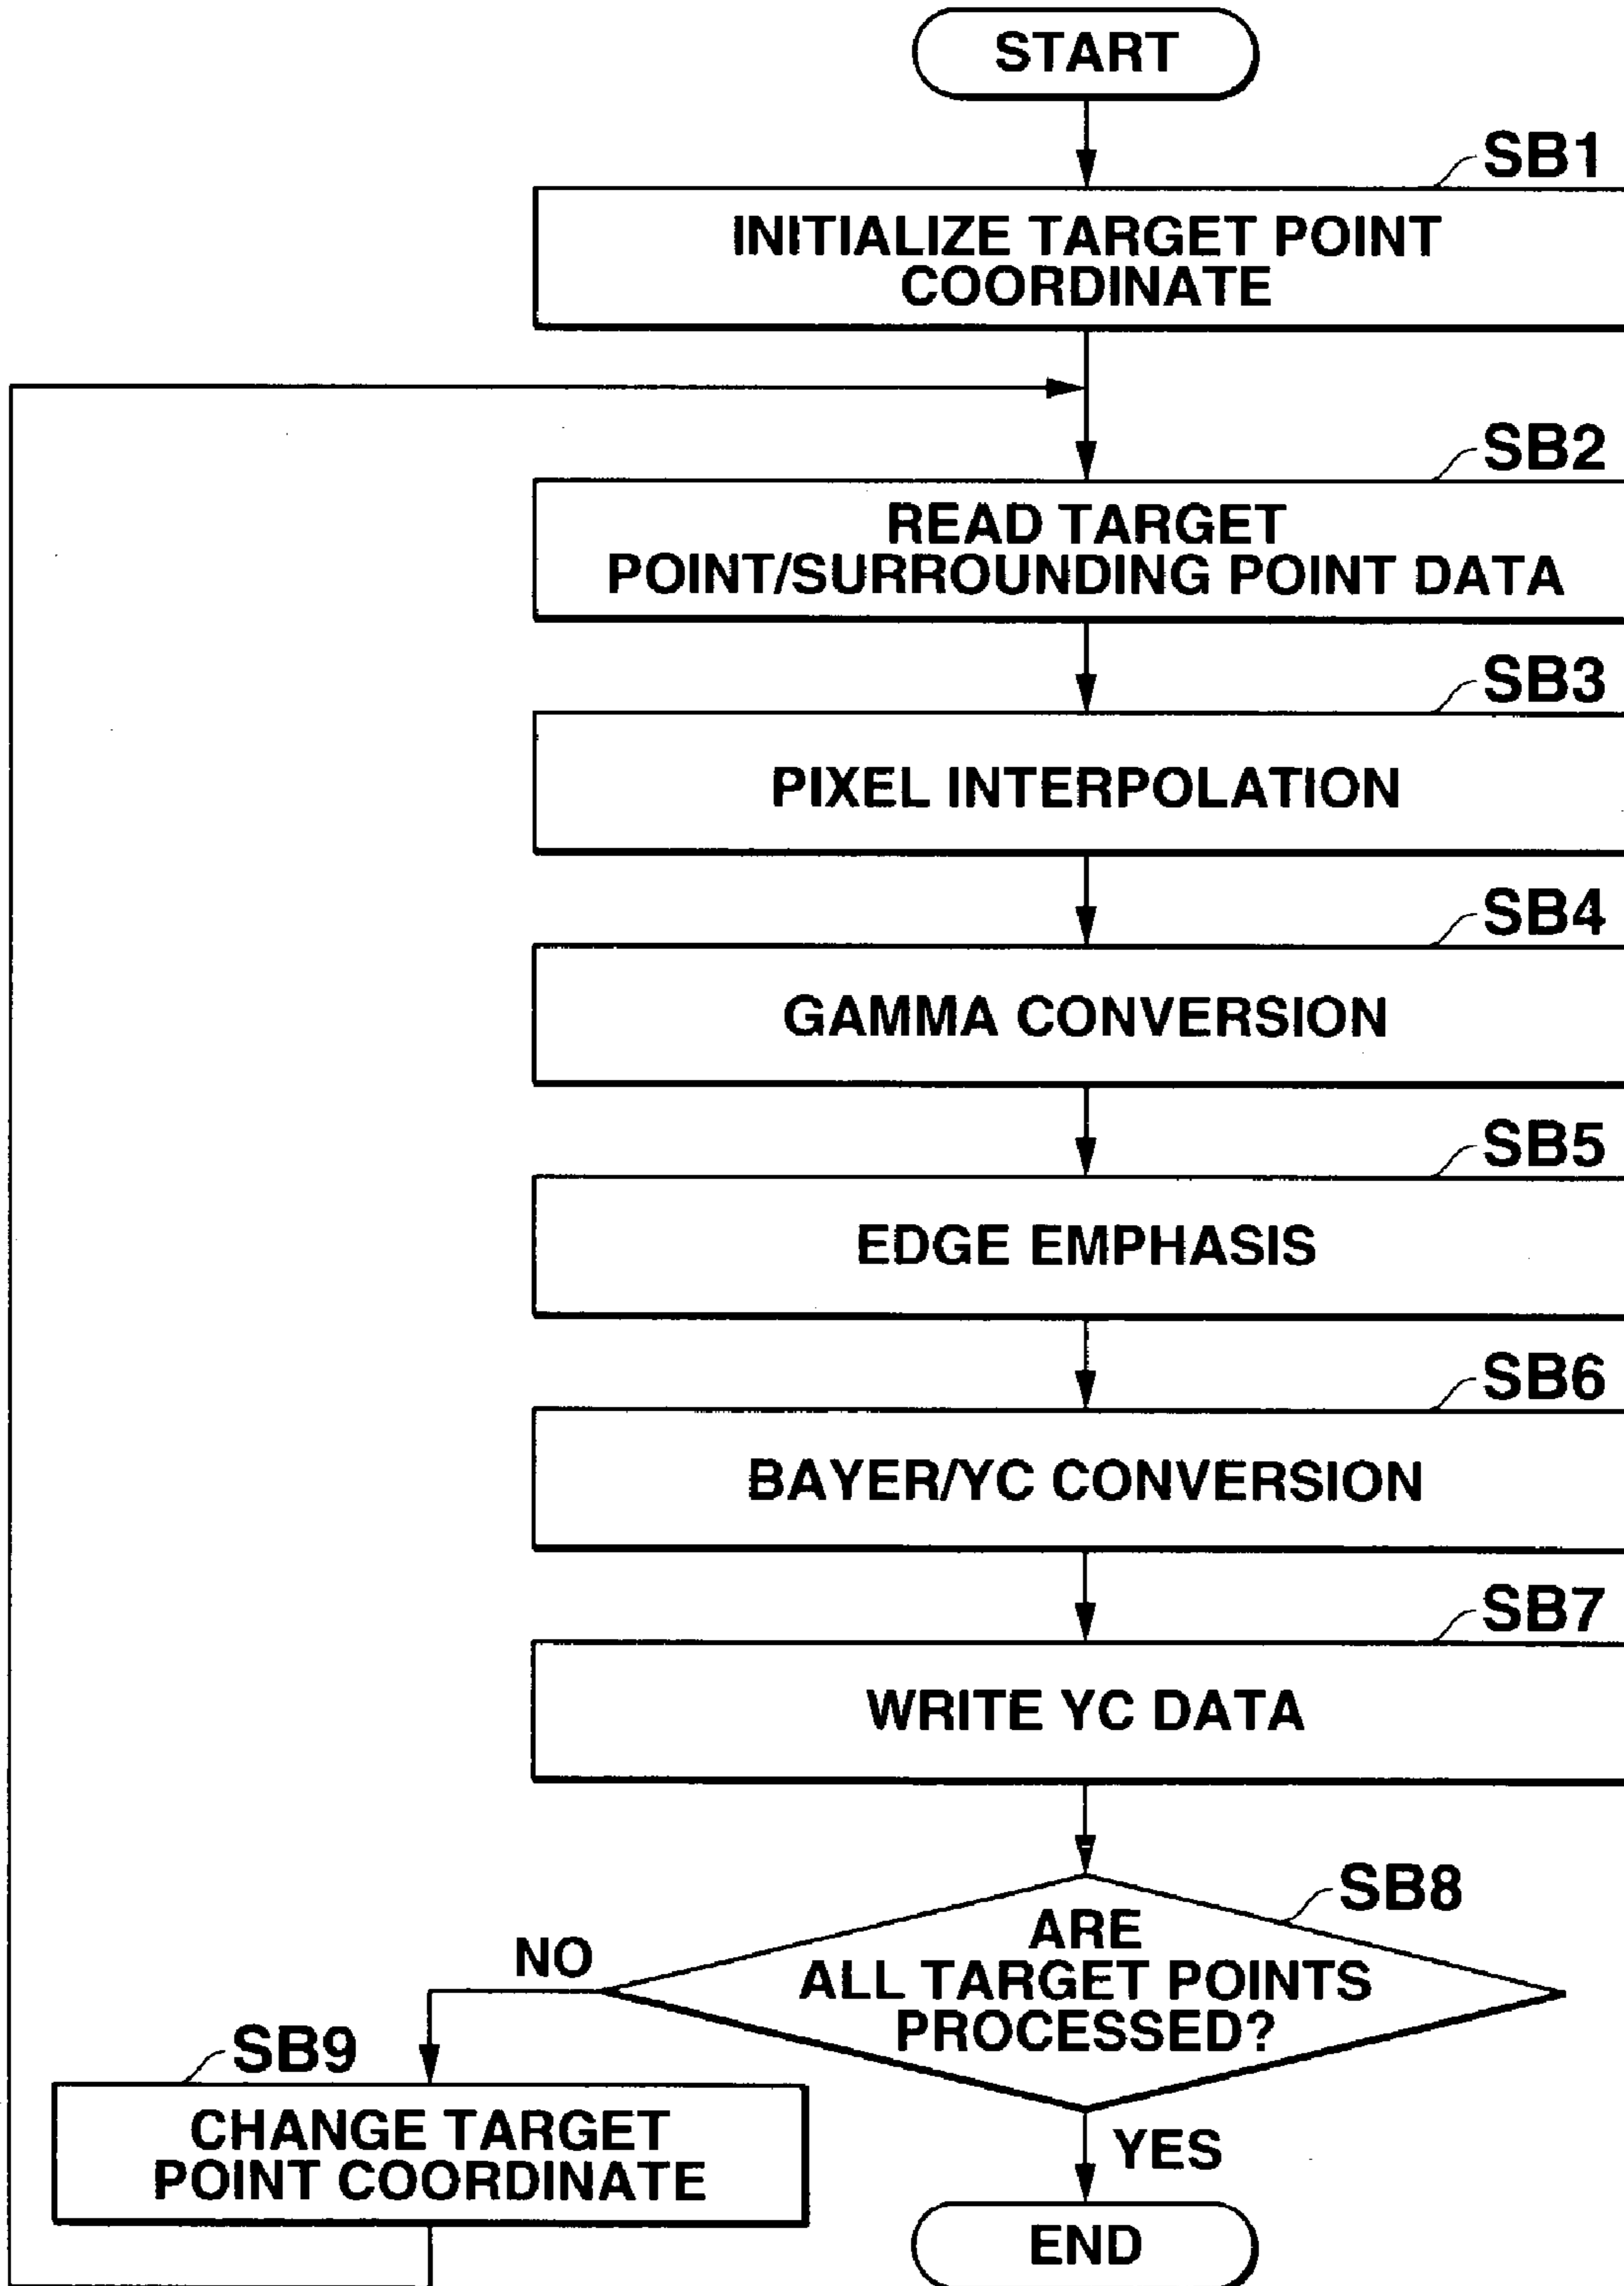 START
SB1
INITIALIZE TARGET POINT
COORDINATE
SB2
READ TARGET
POINT/SURROUNDING POINT DATA
SB3
PIXEL INTERPOLATION
SB4
GAMMA CONVERSION
SB5
EDGE EMPHASIS
SB6
BAYER/YC CONVERSION
SB7
WRITE YC DATA
SB8
ARE
ALL TARGET POINTS
PROCESSED?
NO
SB9
CHANGE TARGET
POINT COORDINATE
YES
END